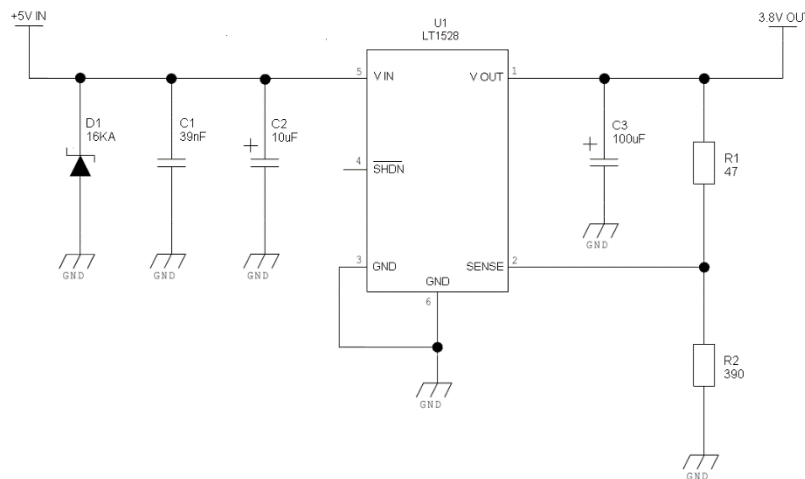 +5V IN
U1
LT1528
3.8V OUT
5
V IN
V OUT
1
D1
16KA
C1
39nF
C2
10uF
+
4
SHDN
C3
100uF
+
R1
47
GND
GND
GND
GND
3
GND
SENSE
2
GND
6
R2
390
GND
GND